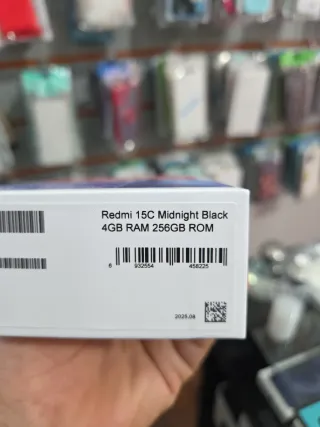 Redmi 15C Midnight Black
4GB RAM 256GB ROM
6 932554 458225
2025.08